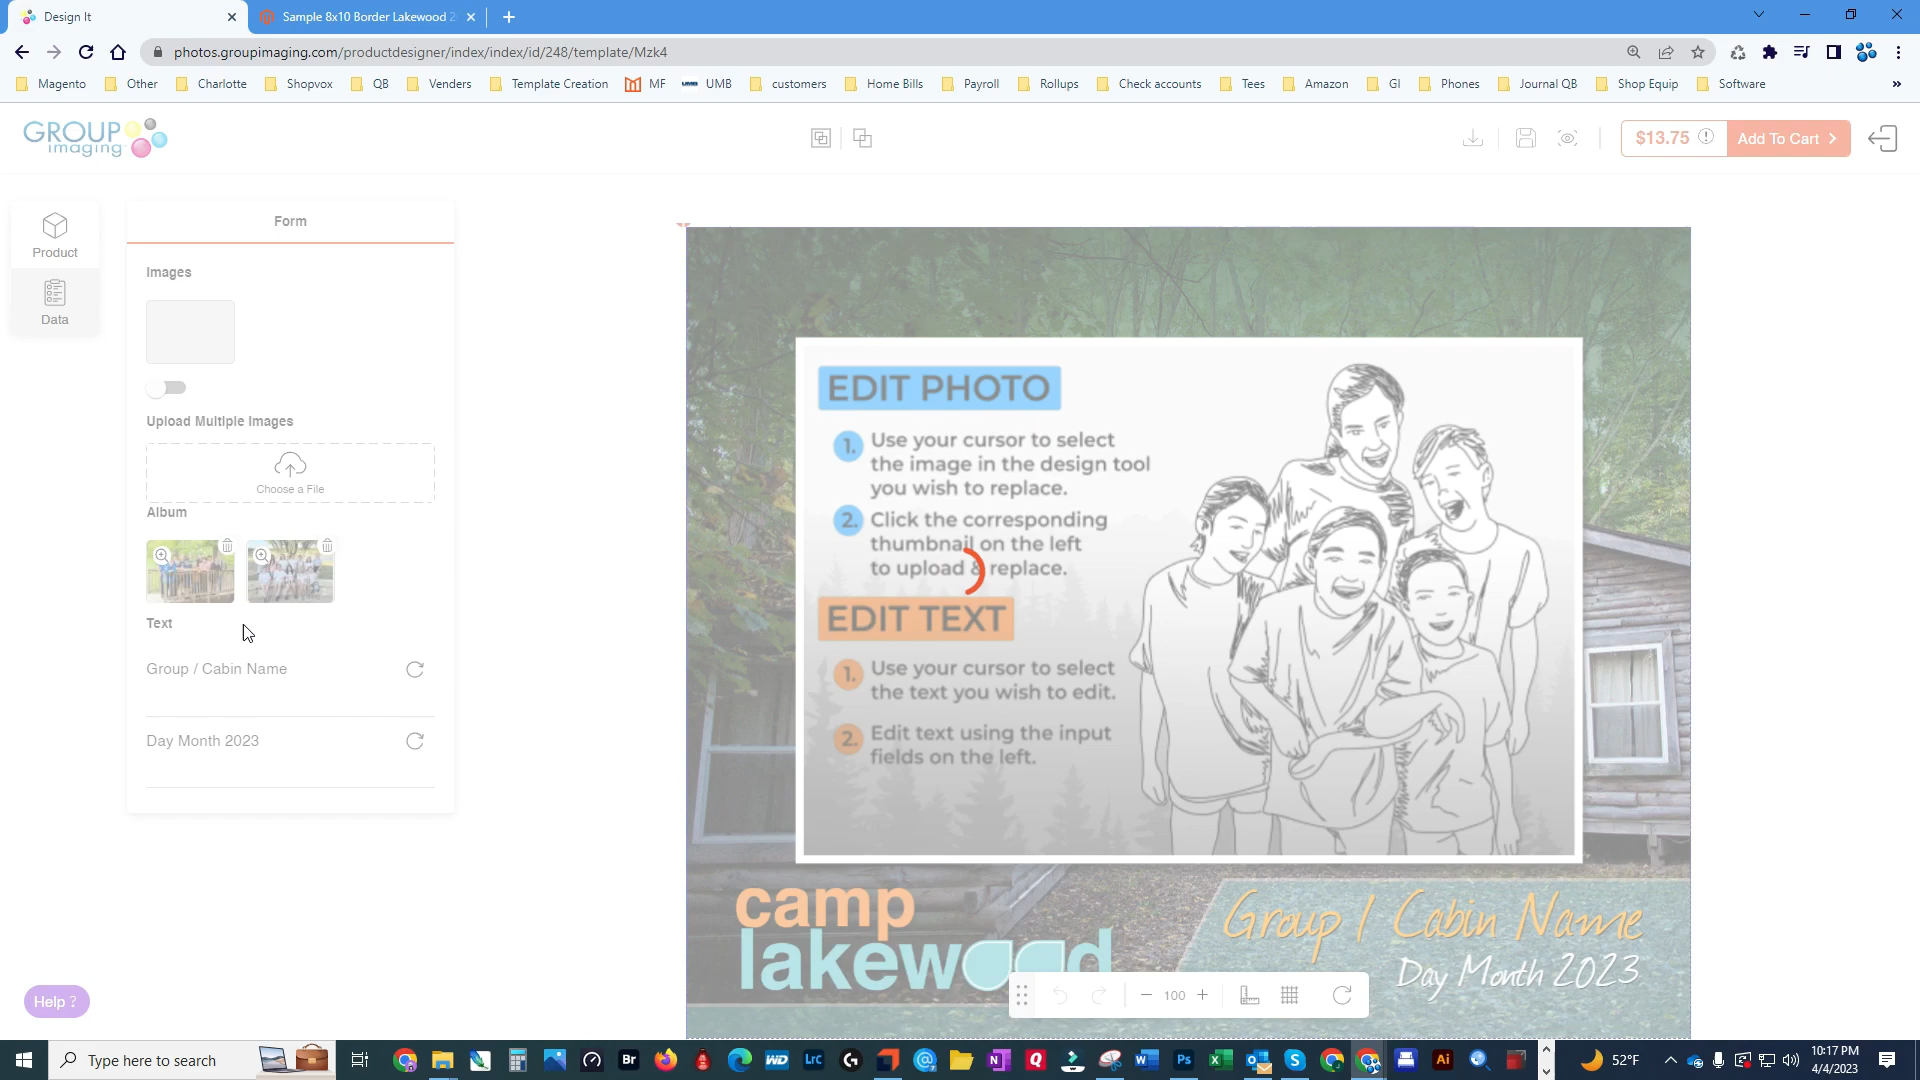 Design It
Sample 8x10 Border Lakewood 2
photos.groupimaging.com/productdesigner/index/index/id/248/template/Mzk4
Magento Other Charlotte Shopvox QB Venders Template Creation MF UMB customers Home Bills Payroll Rollups Check accounts Tees Amazon GI Phones Journal QB Shop Equip Software »
GROUP
imaging
$13.75
Add To Cart
Product
Data
Form
Images
Upload Multiple Images
Choose a File
Album
Text
Group / Cabin Name
Day Month 2023
EDIT PHOTO
1. Use your cursor to select
the image in the design tool
you wish to replace.
2. Click the corresponding
thumbnail on the left
to upload & replace.
EDIT TEXT
1. Use your cursor to select
the text you wish to edit.
2. Edit text using the input
fields on the left.
camp
lakewood
Group / Cabin Name
Day Month 2023
100
Help ?
Type here to search
Br
WD
Lrc
Ps
Ai
52°F
10:17 PM
4/4/2023